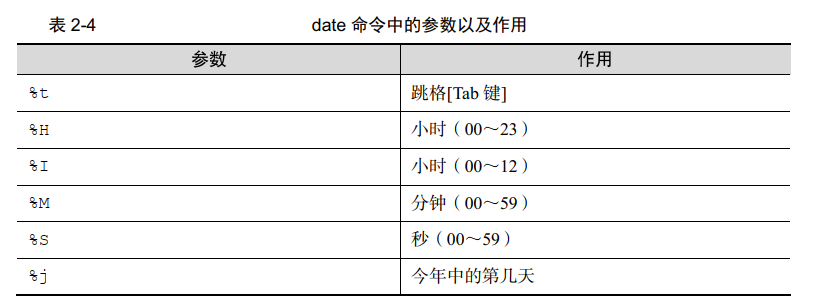 表 2-4 date 命令中的参数以及作用
参数 作用
%t 跳格[Tab 键]
%H 小时（00～23）
%I 小时（00～12）
%M 分钟（00～59）
%S 秒（00～59）
%j 今年中的第几天